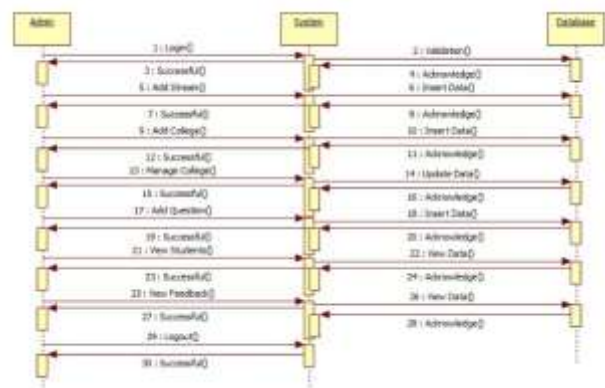 Admin
System
Database
1 : Login()
2 : Validation()
3 : Successful()
4 : Acknowledge()
5 : Add Stream()
6 : Insert Data()
7 : Successful()
8 : Acknowledge()
9 : Add College()
10 : Insert Data()
11 : Acknowledge()
12 : Successful()
13 : Manage College()
14 : Update Data()
15 : Successful()
16 : Acknowledge()
17 : Add Question()
18 : Insert Data()
19 : Successful()
20 : Acknowledge()
21 : View Students()
22 : View Data()
23 : Successful()
24 : Acknowledge()
25 : View Feedback()
26 : View Data()
27 : Successful()
28 : Acknowledge()
29 : Logout()
30 : Successful()